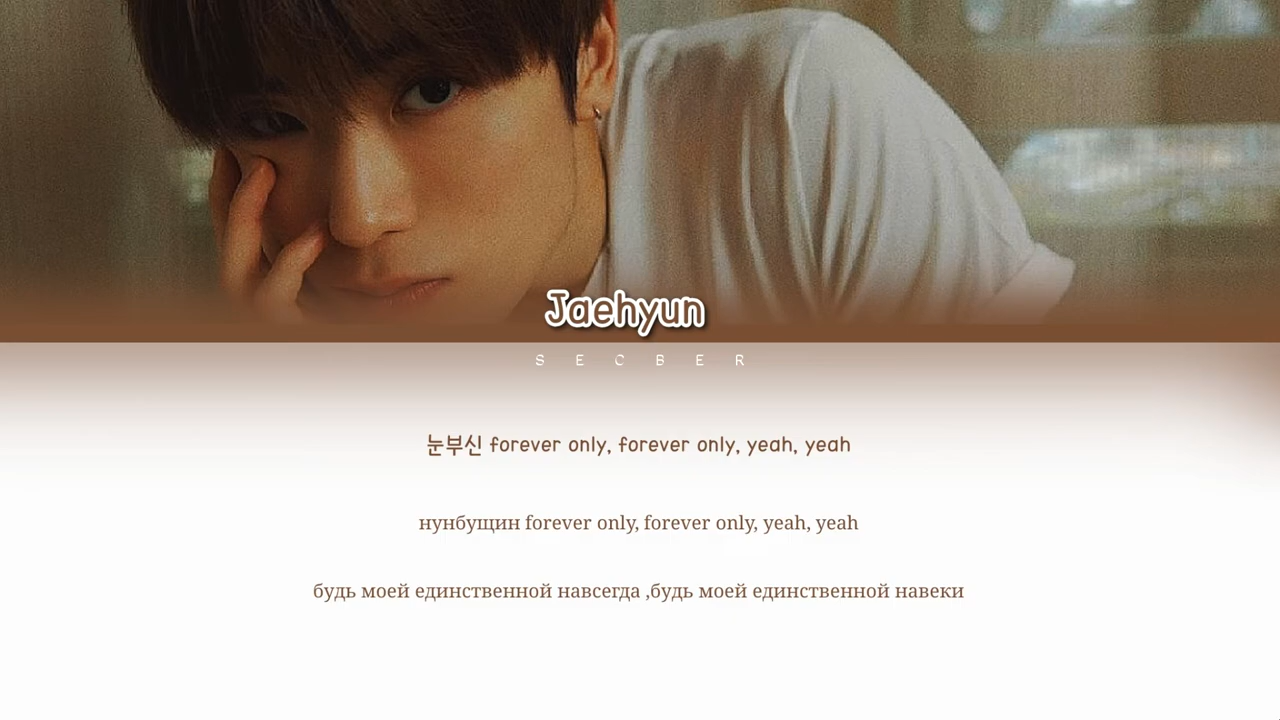 Jaehyun
S E C B E R
눈부신 forever only, forever only, yeah, yeah
нунбущин forever only, forever only, yeah, yeah
будь моей единственной навсегда ,будь моей единственной навеки